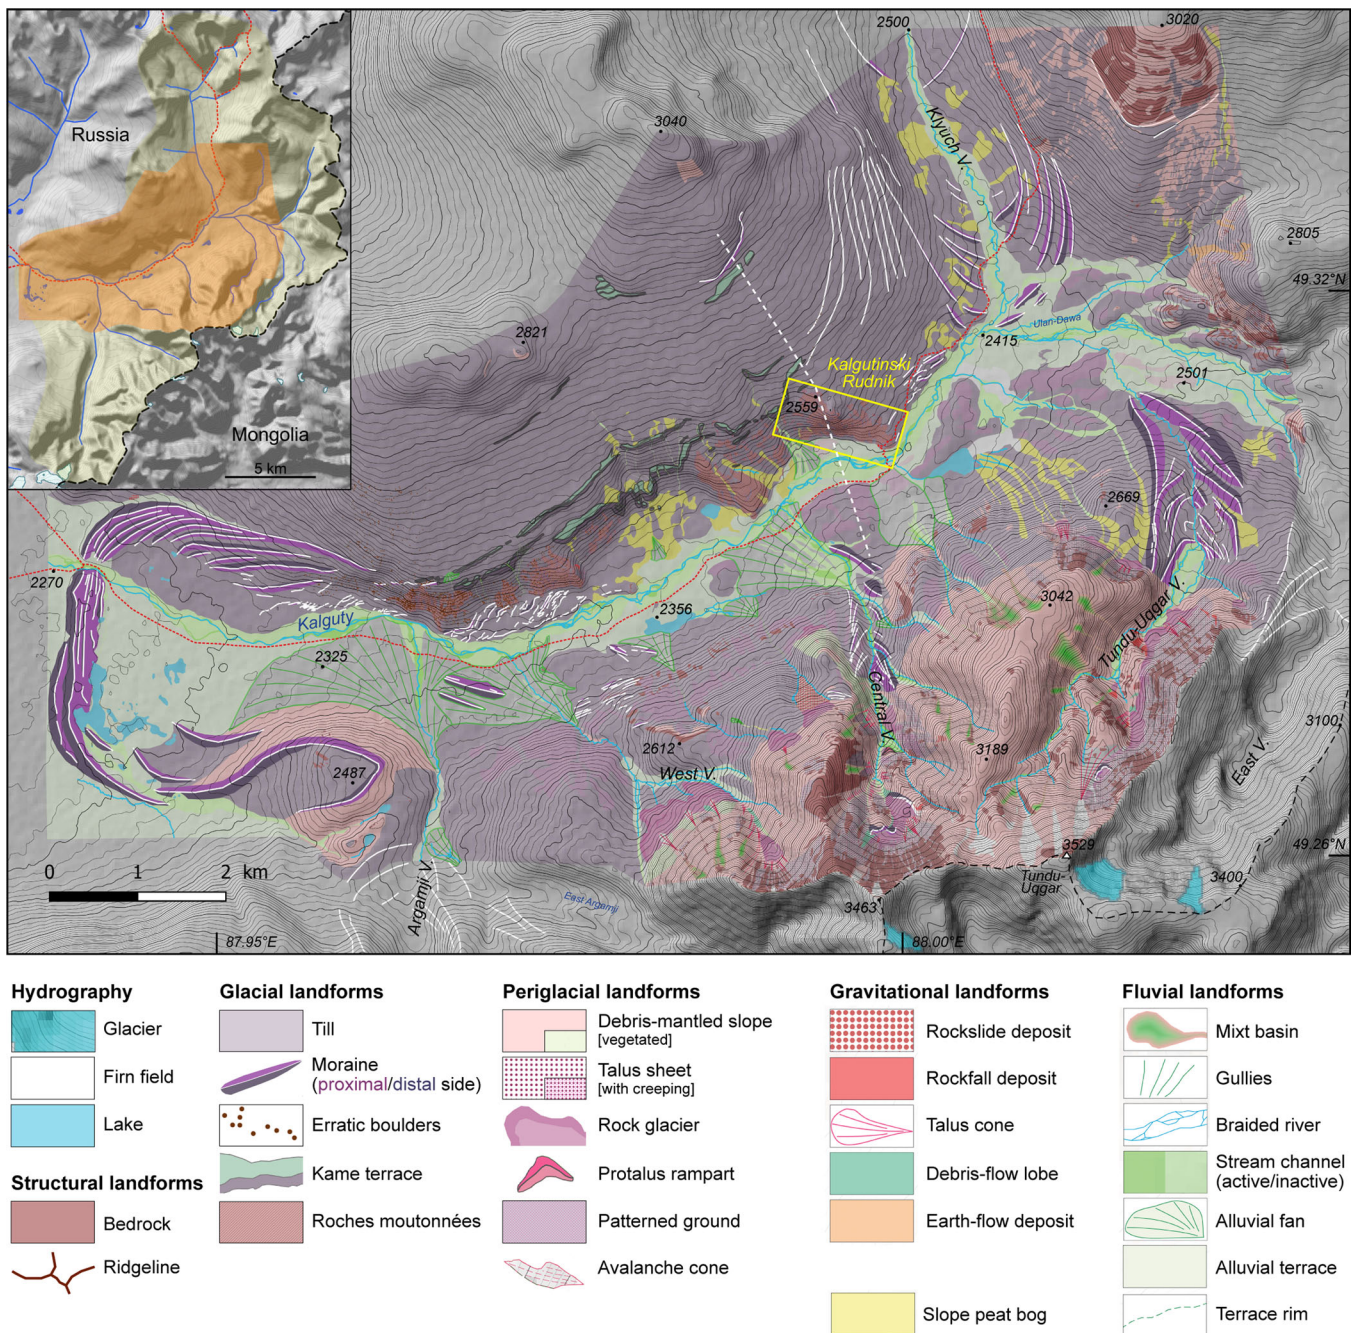 2500
3020
Russia
3040
Klyuch V.
2805
49.32°N
Ulan-Dawa
2821
2415
Kalgutinski
Rudnik
2501
2559
Mongolia
5 km
2669
2270
3042
Tundu-Uqgar V.
2356
Kalguty
2325
Central V.
3100
2612
3189
East V.
West V.
2487
0 1 2 km
3529
49.26°N
Tundu-
Uqgar
3400
Argamji V.
East Argamji
3463
87.95°E
88.00°E
Hydrography
Glacier
Firn field
Lake
Structural landforms
Bedrock
Ridgeline
Glacial landforms
Till
Moraine
(proximal/distal side)
Erratic boulders
Kame terrace
Roches moutonnées
Periglacial landforms
Debris-mantled slope
[vegetated]
Talus sheet
[with creeping]
Rock glacier
Protalus rampart
Patterned ground
Avalanche cone
Gravitational landforms
Rockslide deposit
Rockfall deposit
Talus cone
Debris-flow lobe
Earth-flow deposit
Slope peat bog
Fluvial landforms
Mixt basin
Gullies
Braided river
Stream channel
(active/inactive)
Alluvial fan
Alluvial terrace
Terrace rim